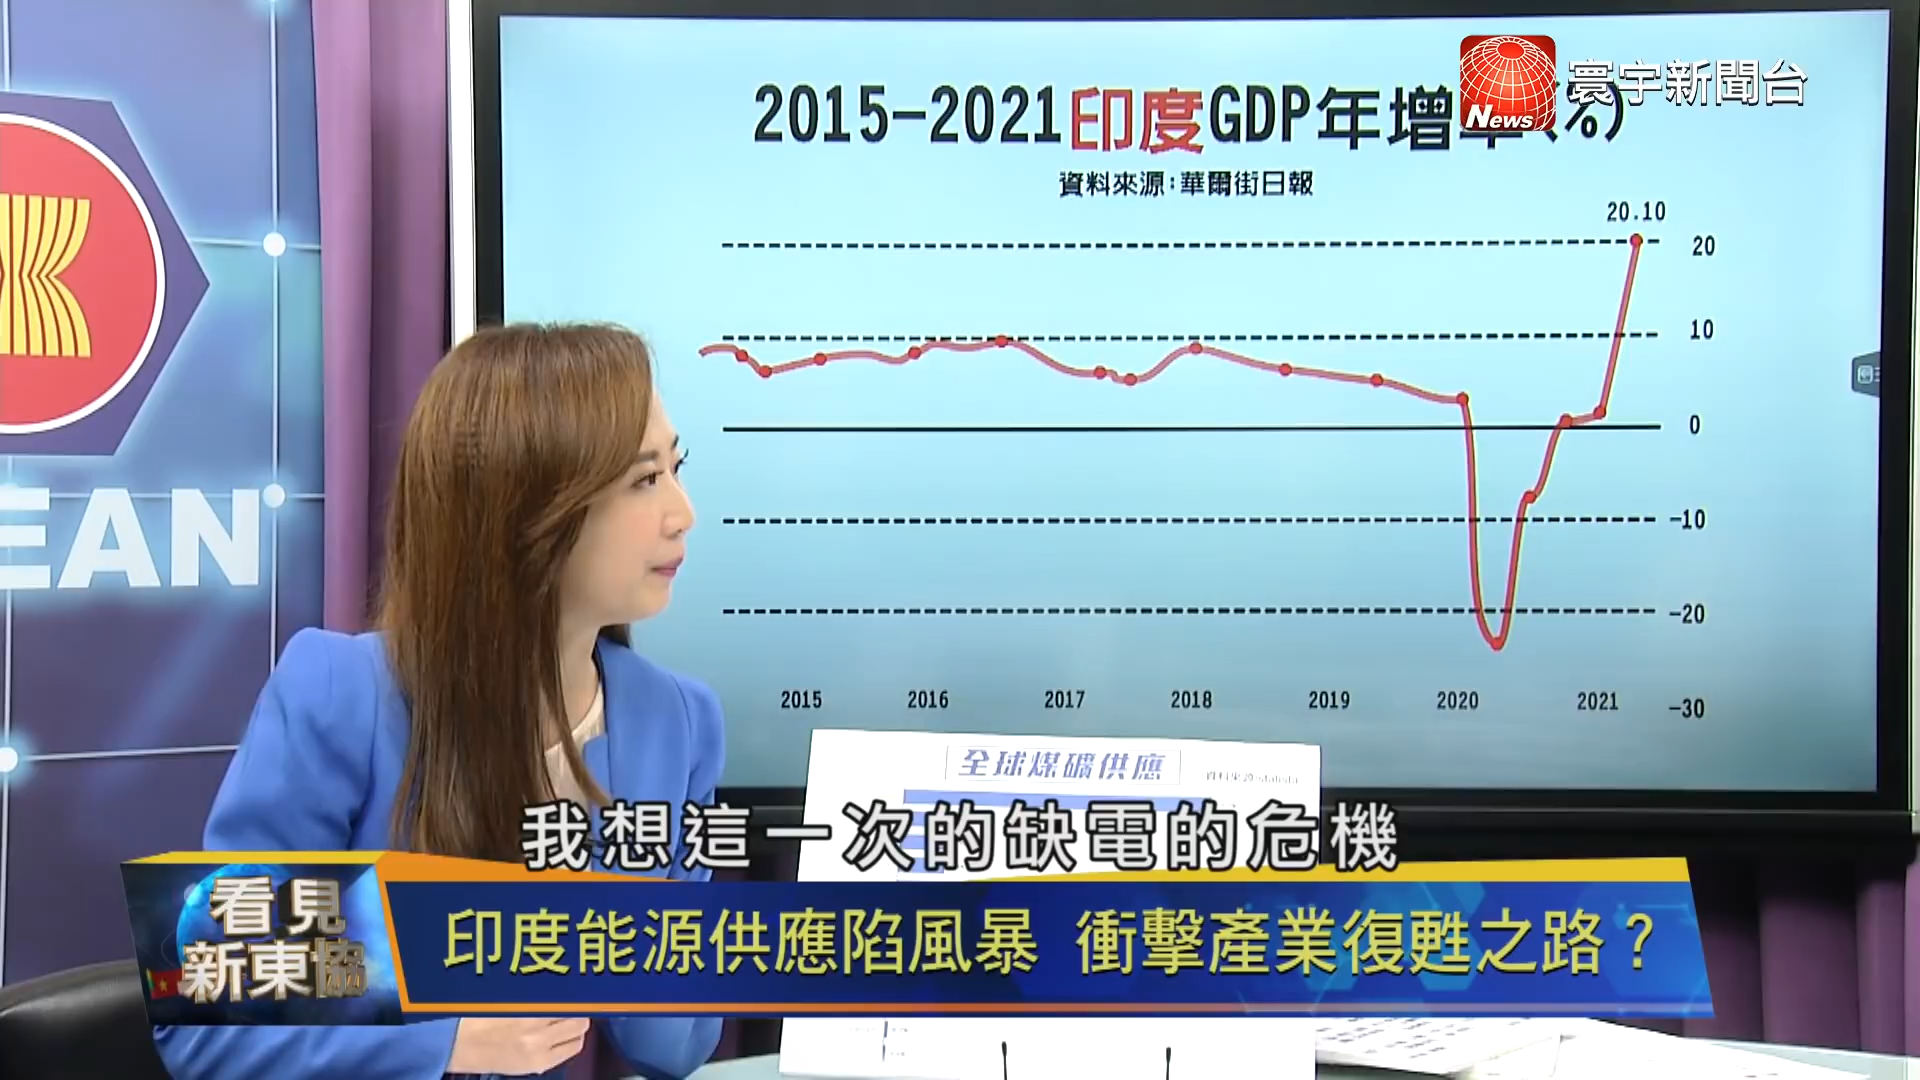 News 寰宇新聞台
2015-2021印度GDP年增率(%)
資料來源:華爾街日報
20.10
20
10
0
-10
-20
-30
2015 2016 2017 2018 2019 2020 2021
EAN
全球煤礦供應
我想這一次的缺電的危機
看見
新東協
印度能源供應陷風暴 衝擊產業復甦之路？